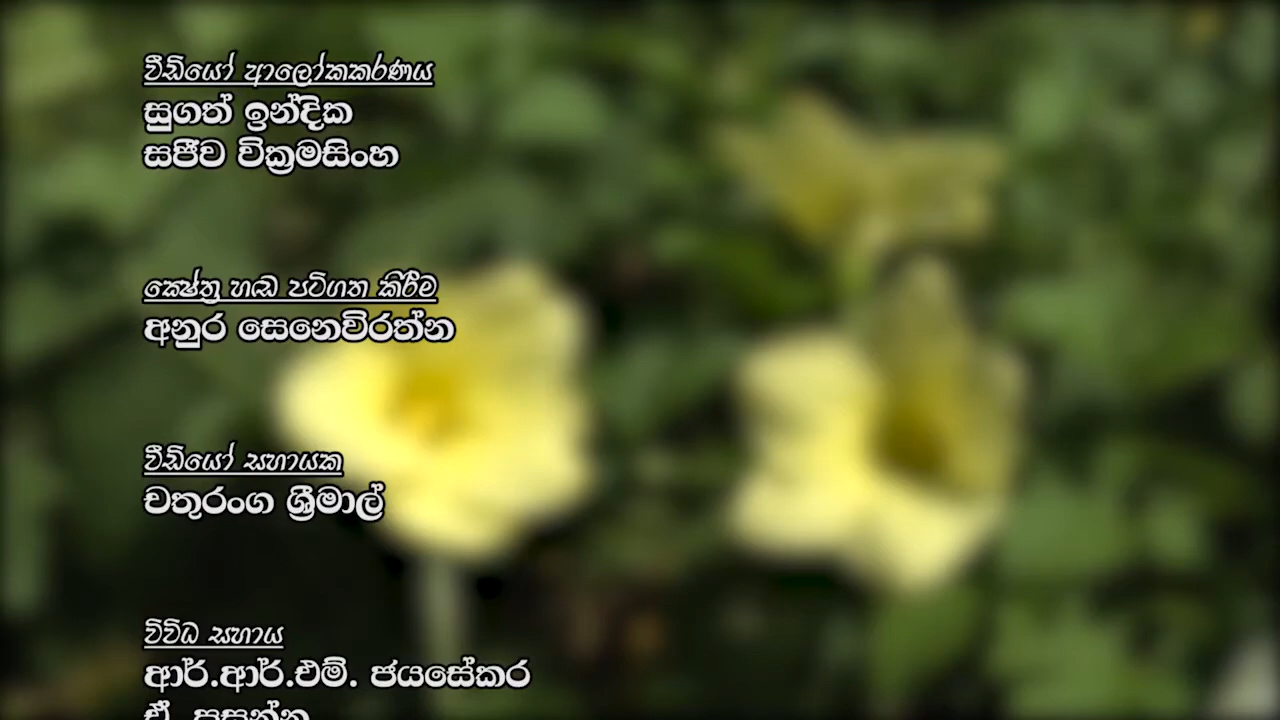 වීඩියෝ ආලෝකකරණය
සුගත් ඉන්දික
සජීව වික්‍රමසිංහ
ක්‍ෂේත්‍ර හඬ පටිගත කිරීම
අනුර සෙනෙවිරත්න
වීඩියෝ සහායක
චතුරංග ශ්‍රීමාල්
විවිධ සහාය
ආර්.ආර්.එම්. ජයසේකර
ඒ. ප්‍රසන්න